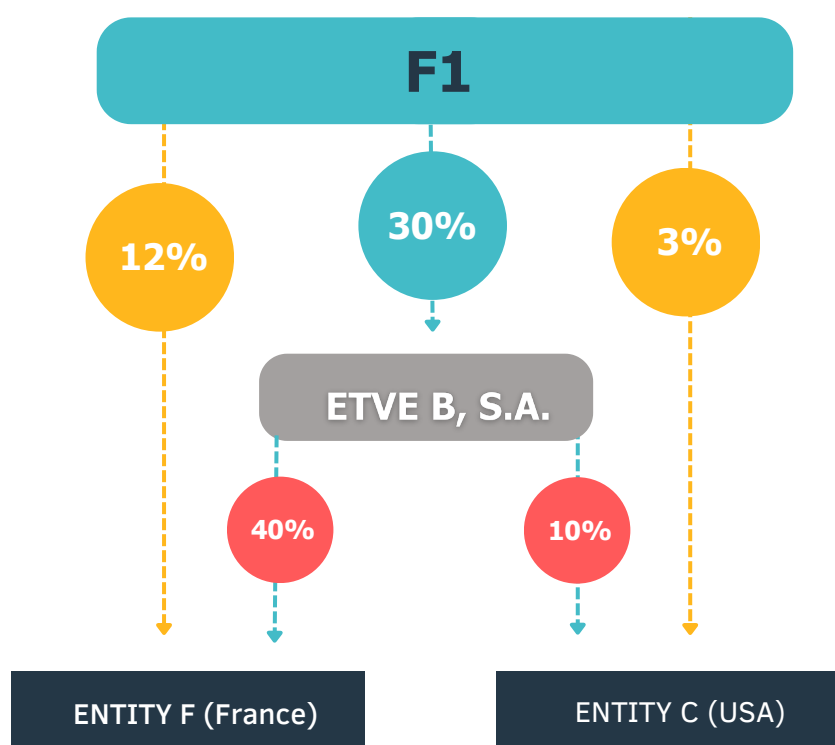 F1
12%
30%
3%
ETVE B, S.A.
40%
10%
ENTITY F (France)
ENTITY C (USA)